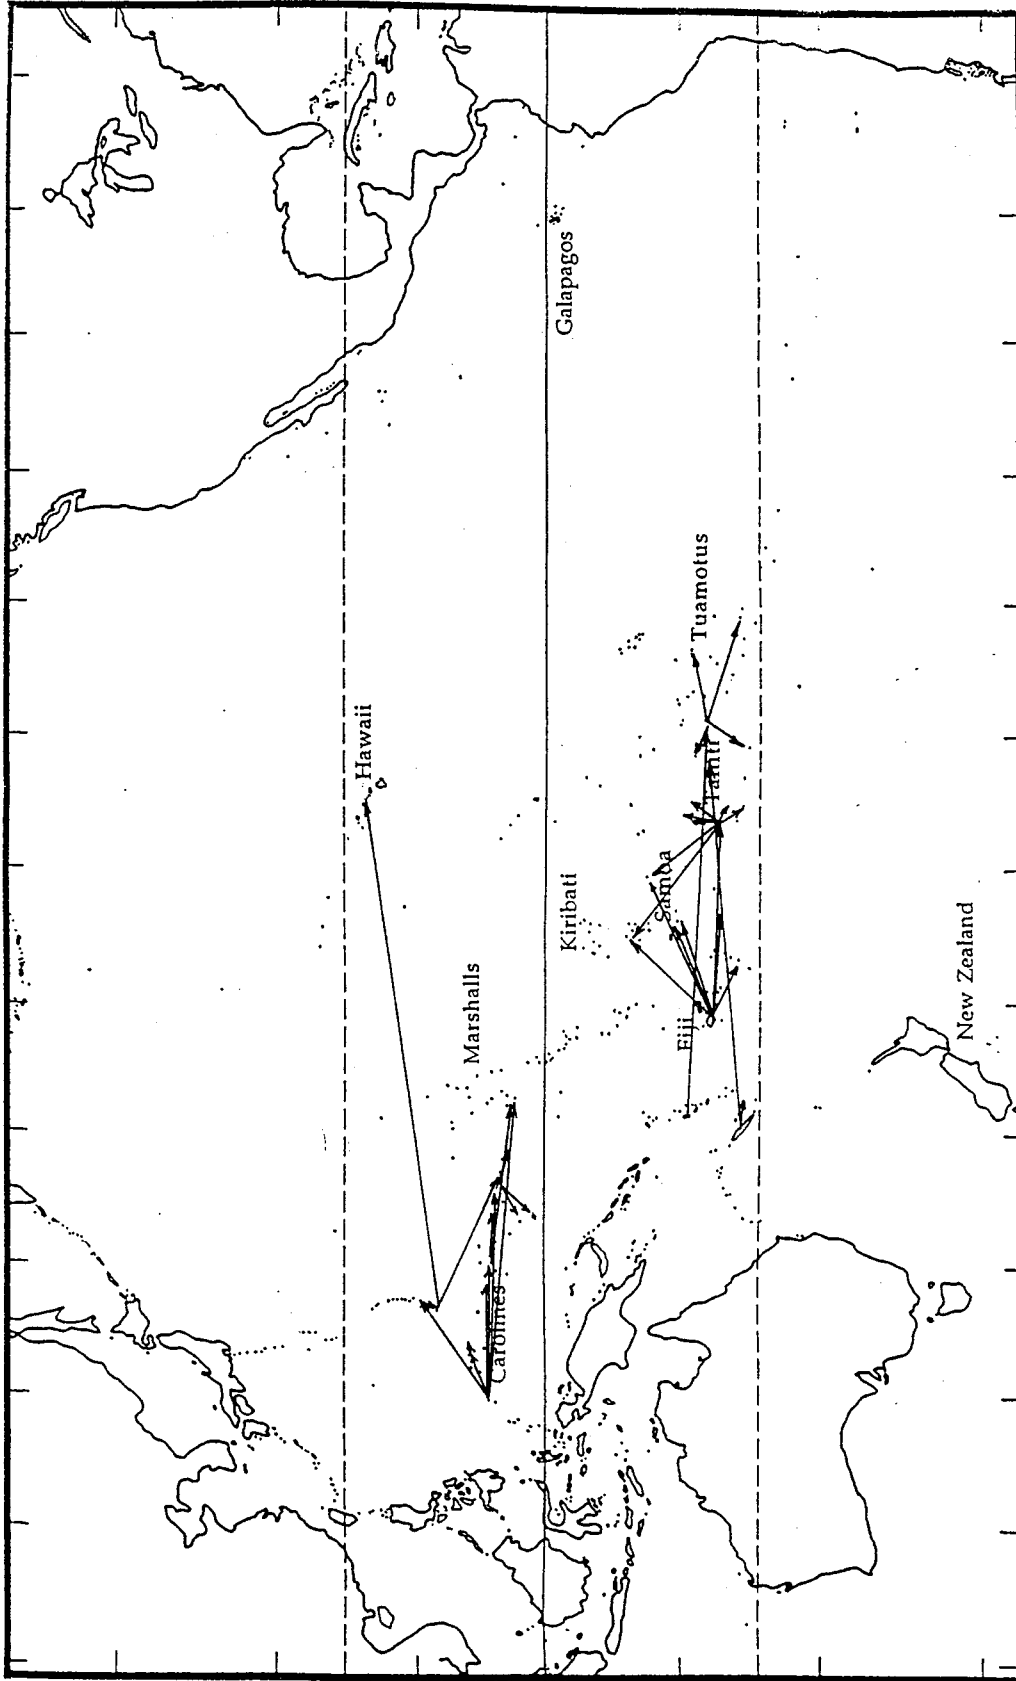 Hawaii
Marshalls
Carolines
Kiribati
Galapagos
Samoa
Tuamotus
Fiji
Tahiti
New Zealand